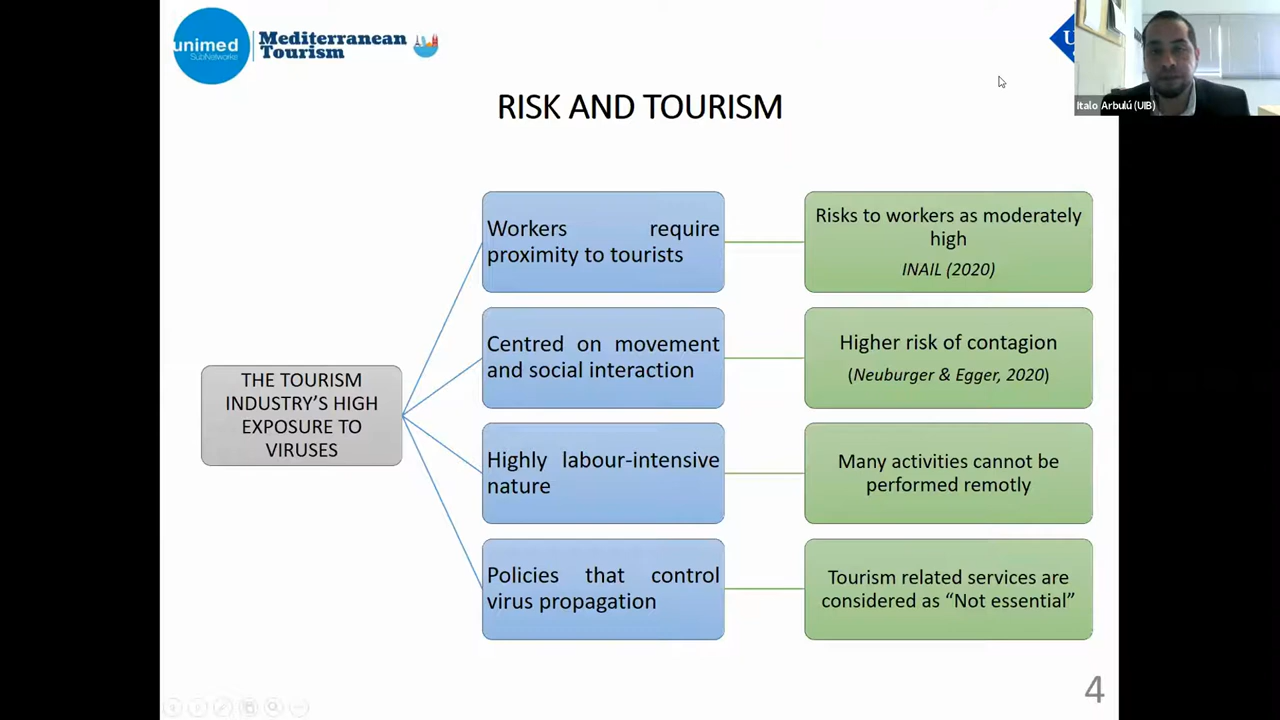 unimed
SubNetworks
Mediterranean
Tourism
U
Italo Arbulú (UIB)
RISK AND TOURISM
THE TOURISM
INDUSTRY'S HIGH
EXPOSURE TO
VIRUSES
Workers require
proximity to tourists
Risks to workers as moderately
high
INAIL (2020)
Centred on movement
and social interaction
Higher risk of contagion
(Neuburger & Egger, 2020)
Highly labour-intensive
nature
Many activities cannot be
performed remotly
Policies that control
virus propagation
Tourism related services are
considered as “Not essential”
4